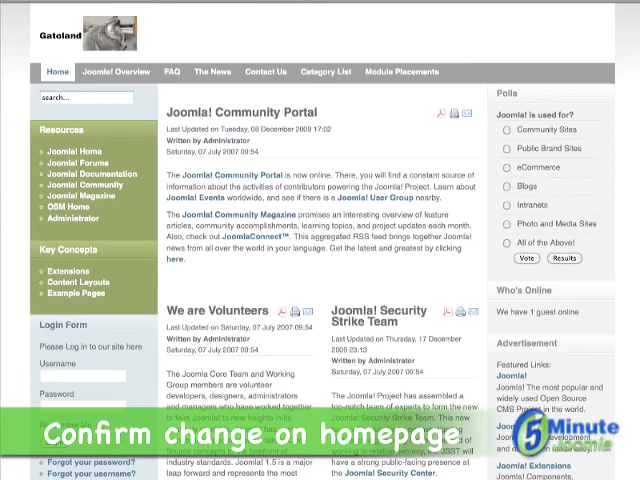 Gatoland
Home Joomla! Overview FAQ The News Contact Us Category List Module Placements
search...
Resources
Joomla! Home
Joomla! Forums
Joomla! Documentation
Joomla! Community
Joomla! Magazine
OSM Home
Administrator
Key Concepts
Extensions
Content Layouts
Example Pages
Login Form
Please Log in to our site here
Username
Password
Forgot your password?
Forgot your username?
Joomla! Community Portal
Last Updated on Tuesday, 08 December 2009 17:02
Written by Administrator
Saturday, 07 July 2007 09:54
The Joomla! Community Portal is now online. There, you will find a constant source of
information about the activities of contributors powering the Joomla! Project. Learn about
Joomla! Events worldwide, and see if there is a Joomla! User Group nearby.
The Joomla! Community Magazine promises an interesting overview of feature
articles, community accomplishments, learning topics, and project updates each month.
Also, check out JoomlaConnect™. This aggregated RSS feed brings together Joomla!
news from all over the world in your language. Get the latest and greatest by clicking
here.
We are Volunteers
Last Updated on Saturday, 07 July 2007 09:54
Written by Administrator
Saturday, 07 July 2007 09:54
The Joomla Core Team and Working
Group members are volunteer
developers, designers, administrators
and managers who have worked together
to take Joomla! to new heights in its
industry standards. Joomla! 1.5 is a major
leap forward and represents the most
Joomla! Security
Strike Team
Last Updated on Thursday, 17 December
2009 23:13
Written by Administrator
Saturday, 07 July 2007 09:54
The Joomla! Project has assembled a
top-notch team of experts to form the new
Joomla! Security Strike Team. This new
have a strong public-facing presence at
the Joomla! Security Center.
Polls
Joomla! is used for?
Community Sites
Public Brand Sites
eCommerce
Blogs
Intranets
Photo and Media Sites
All of the Above!
Vote Results
Who's Online
We have 1 guest online
Advertisement
Featured Links:
Joomla!
Joomla! The most popular and
widely used Open Source
CMS Project in the world.
Joomla! Extensions
Joomla! Components,
Confirm change on homepage
5 Minute
Joomla